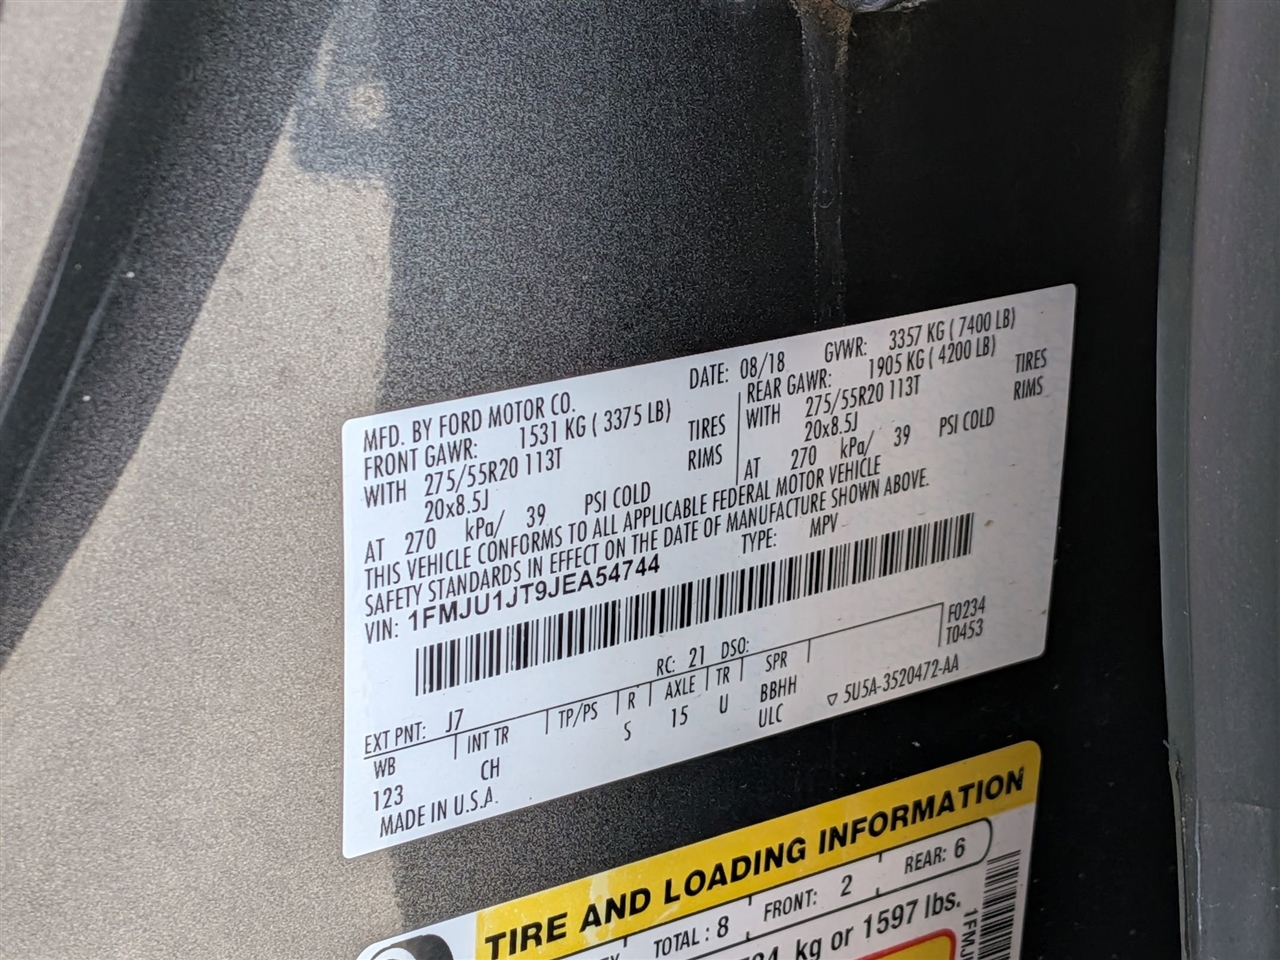 MFD. BY FORD MOTOR CO.
DATE: 08/18 GVWR: 3357 KG ( 7400 LB)
FRONT GAWR: 1531 KG ( 3375 LB)
WITH 275/55R20 113T TIRES
20x8.5J RIMS
AT 270 kPa/ 39 PSI COLD
REAR GAWR: 1905 KG ( 4200 LB)
WITH 275/55R20 113T TIRES
20x8.5J RIMS
AT 270 kPa/ 39 PSI COLD
THIS VEHICLE CONFORMS TO ALL APPLICABLE FEDERAL MOTOR VEHICLE
SAFETY STANDARDS IN EFFECT ON THE DATE OF MANUFACTURE SHOWN ABOVE.
VIN: 1FMJU1JT9JEA54744 TYPE: MPV
F0234
T0453
EXT PNT: J7 RC: 21 DSO:
WB INT TR TP/PS R AXLE TR SPR
123 CH S 15 U BBHH
ULC
▽ 5U5A-3520472-AA
MADE IN U.S.A.
TIRE AND LOADING INFORMATION
TOTAL : 8 FRONT: 2 REAR: 6
kg or 1597 lbs.